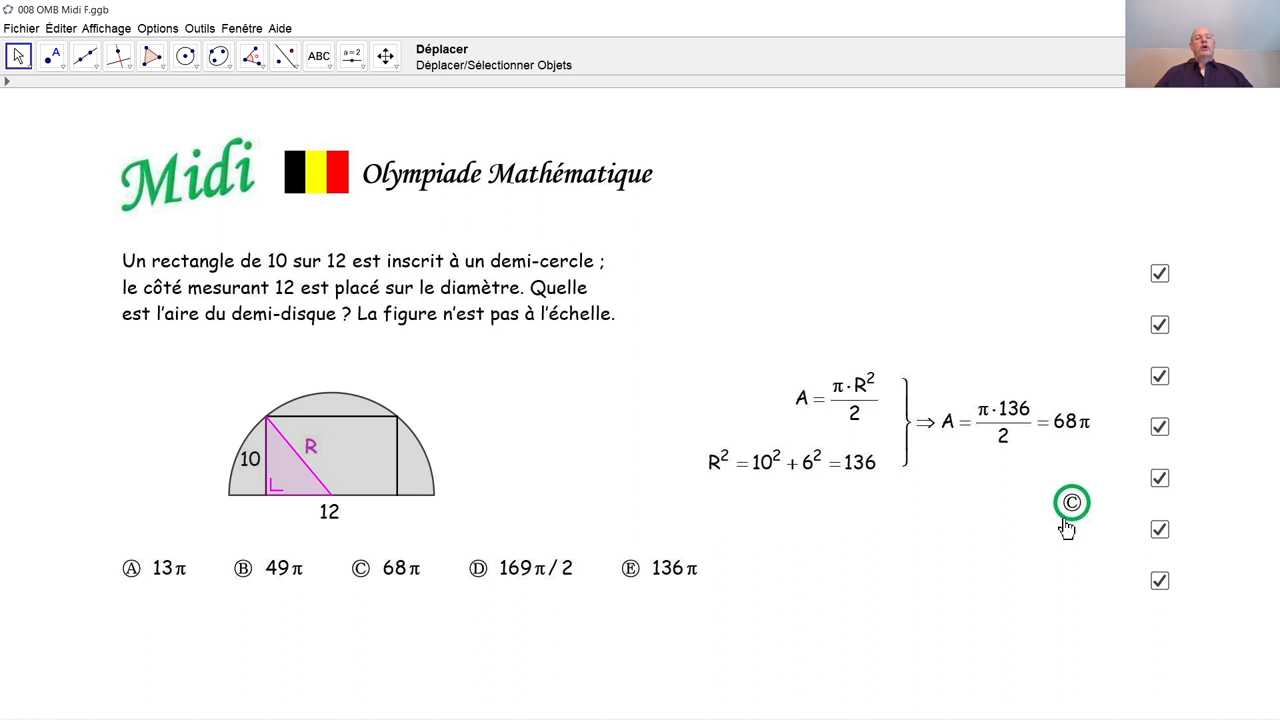 008 OMB Midi F.ggb
Fichier Éditer Affichage Options Outils Fenêtre Aide
A
ABC
a=2
Déplacer
Déplacer/Sélectionner Objets
Midi
Olympiade Mathématique
Un rectangle de 10 sur 12 est inscrit à un demi-cercle ;
le côté mesurant 12 est placé sur le diamètre. Quelle
est l'aire du demi-disque ? La figure n'est pas à l'échelle.
A = π·R² / 2
R² = 10² + 6² = 136
⇒ A = π·136 / 2 = 68π
R
10
12
Ⓒ
Ⓐ 13π Ⓑ 49π Ⓒ 68π Ⓓ 169π/2 Ⓔ 136π